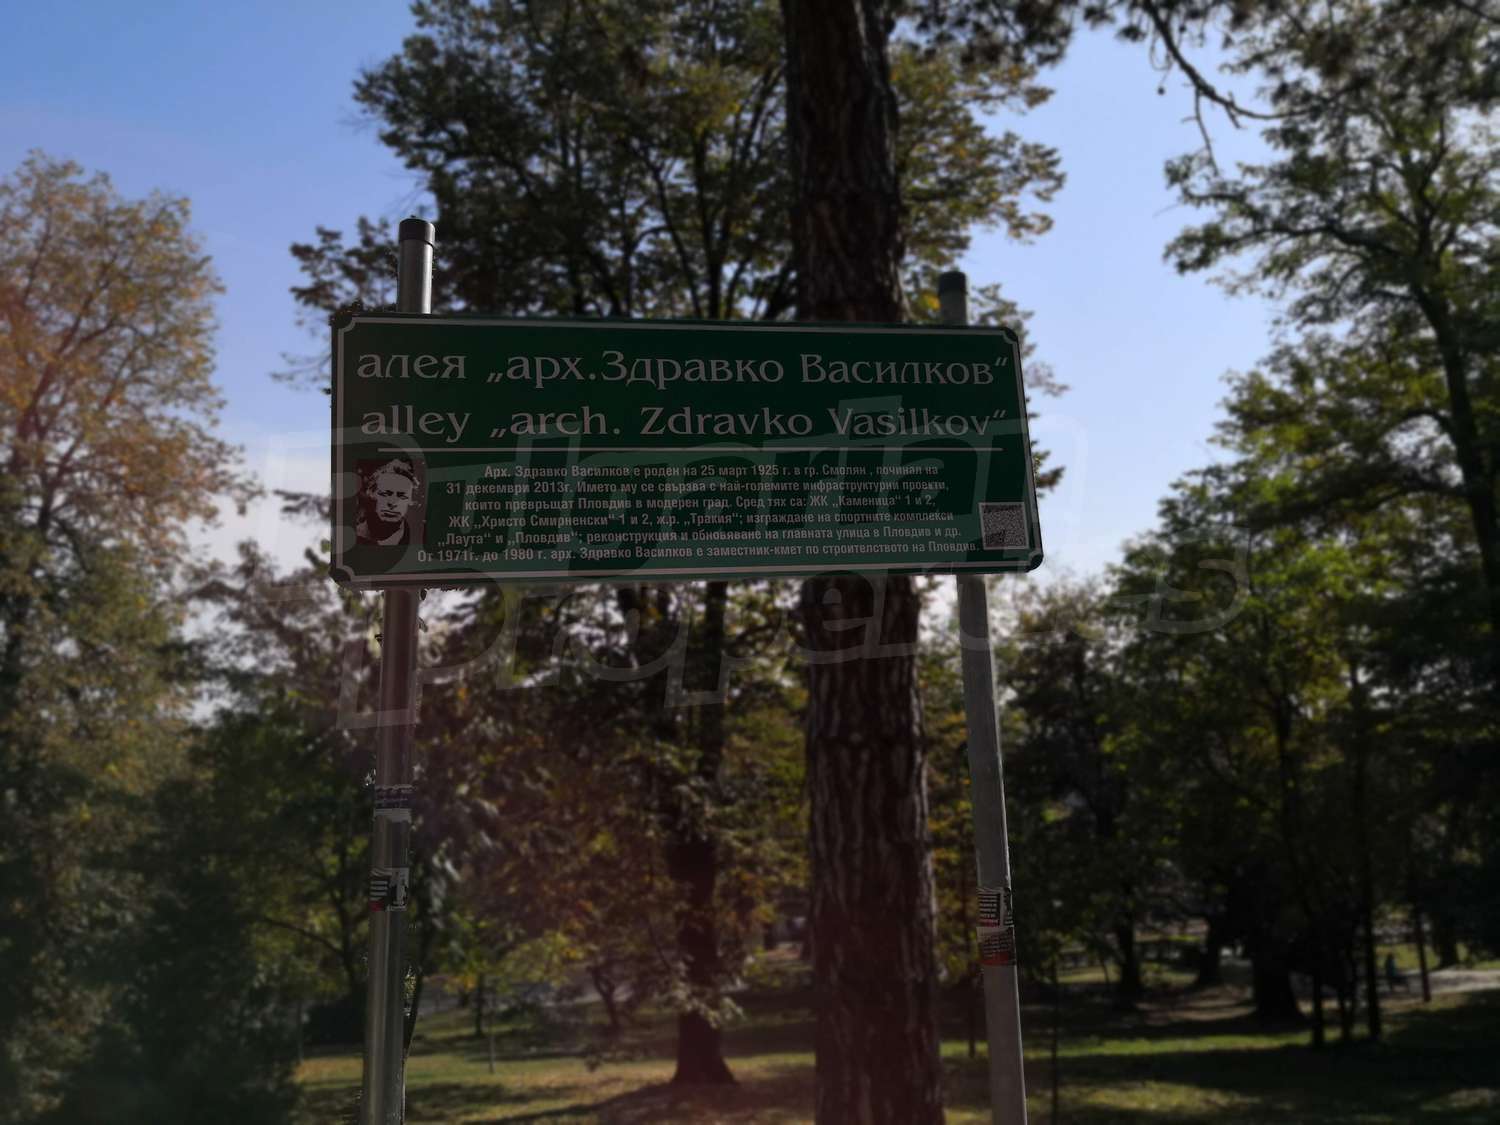 алея „арх.Здравко Василков“
alley „arch. Zdravko Vasilkov“
Арх. Здравко Василков е роден на 25 март 1925 г. в гр. Смолян , починал на
31 декември 2013г. Името му се свързва с най-големите инфраструктурни проекти,
които превръщат Пловдив в модерен град. Сред тях са: ЖК „Каменица“ 1 и 2,
ЖК „Христо Смирненски“ 1 и 2, ж.р. „Тракия“; изграждане на спортните комплекси
„Лаута“ и „Пловдив“; реконструкция и обновяване на главната улица в Пловдив и др.
От 1971г. до 1980 г. арх. Здравко Василков е заместник-кмет по строителството на Пловдив.